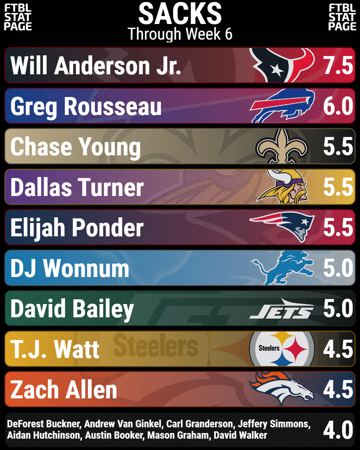 FTBL
STAT
PAGE
SACKS
Through Week 6
FTBL
STAT
PAGE
Will Anderson Jr. 7.5
Greg Rousseau 6.0
Chase Young 5.5
Dallas Turner 5.5
Elijah Ponder 5.5
DJ Wonnum 5.0
David Bailey JETS 5.0
T.J. Watt Steelers Steelers 4.5
Zach Allen 4.5
DeForest Buckner, Andrew Van Ginkel, Carl Granderson, Jeffery Simmons,
Aidan Hutchinson, Austin Booker, Mason Graham, David Walker 4.0